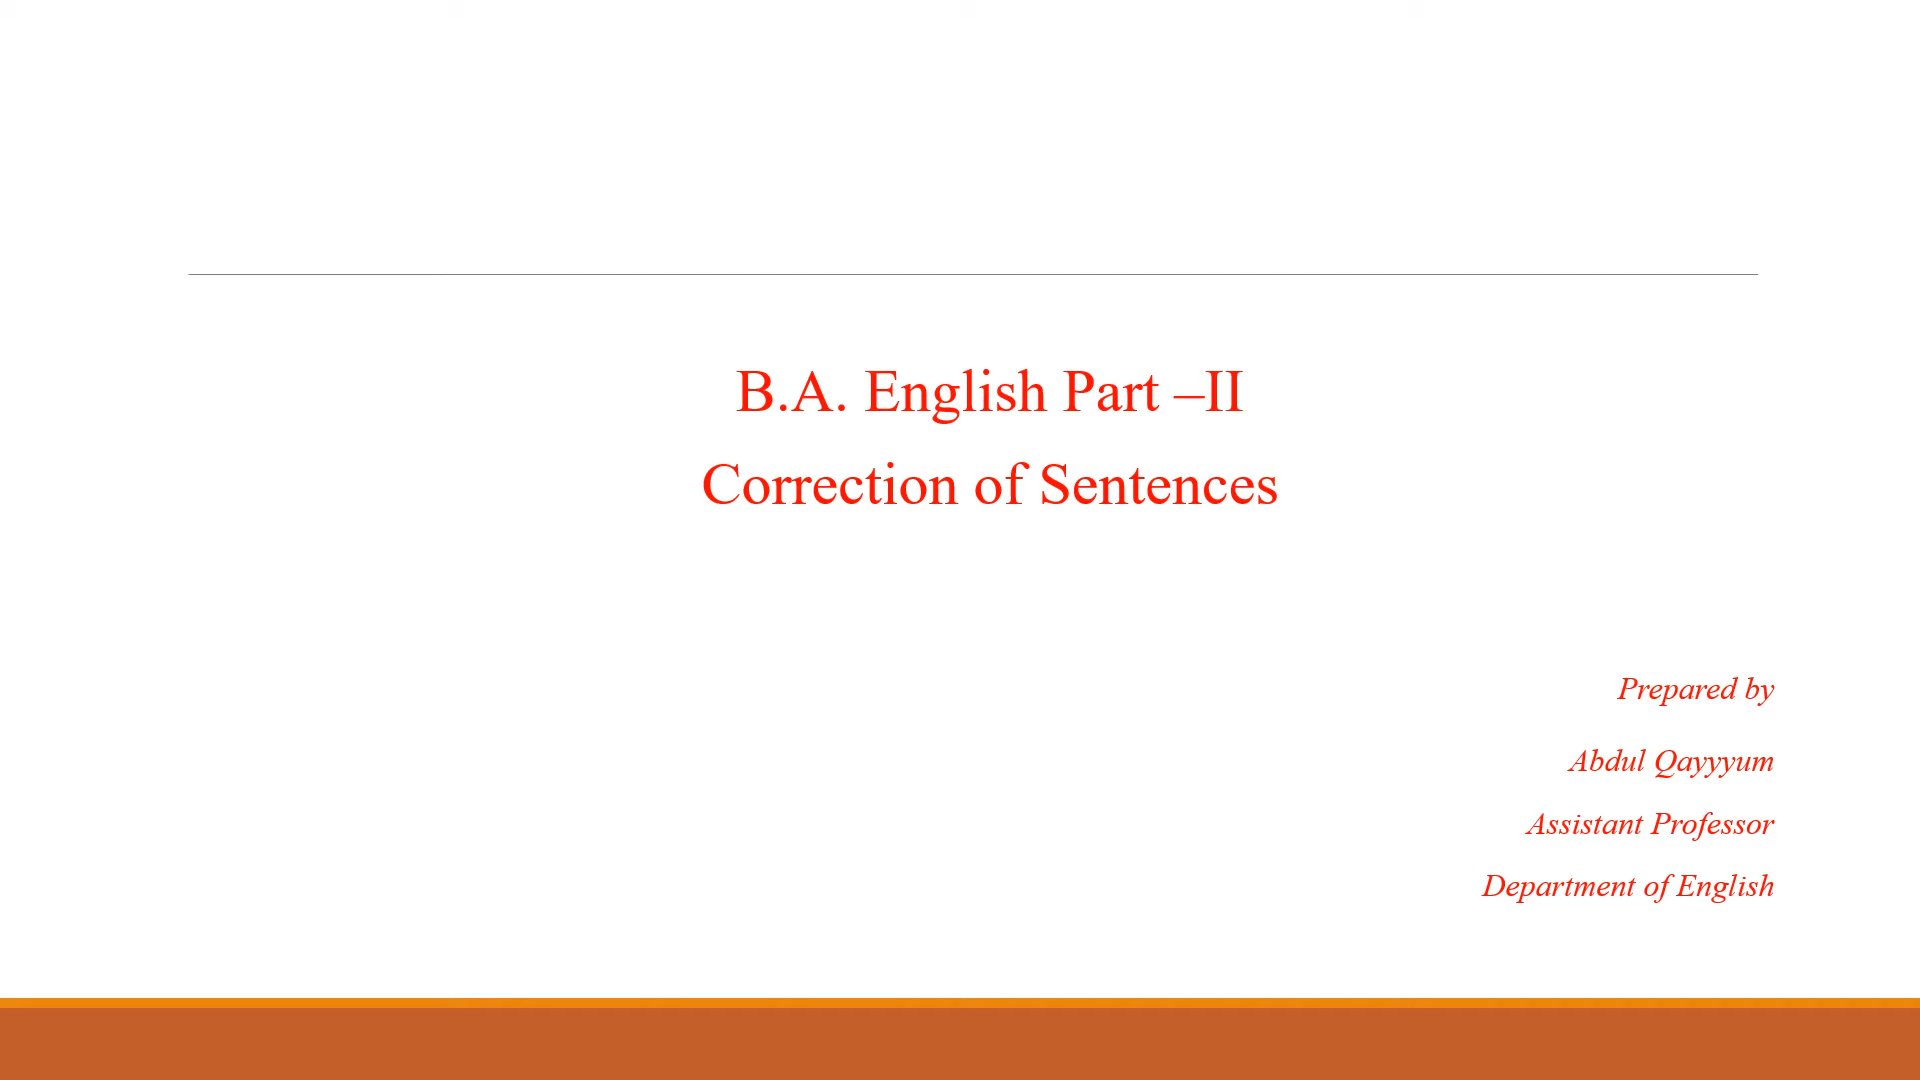 B.A. English Part –II
Correction of Sentences
Prepared by
Abdul Qayyyum
Assistant Professor
Department of English